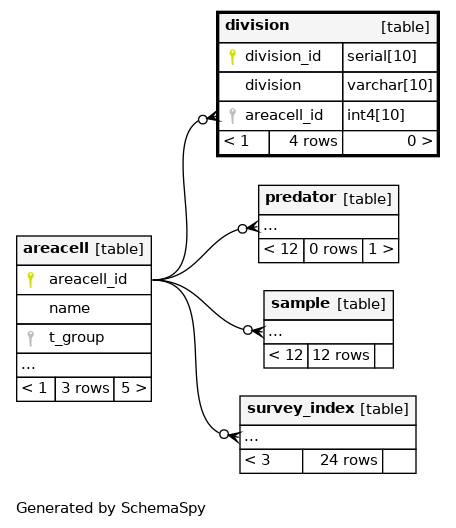 division [table]
division_id serial[10]
division varchar[10]
areacell_id int4[10]
< 1 4 rows 0 >
predator [table]
...
< 12 0 rows 1 >
areacell [table]
areacell_id
name
t_group
...
< 1 3 rows 5 >
sample [table]
...
< 12 12 rows
survey_index [table]
...
< 3 24 rows
Generated by SchemaSpy